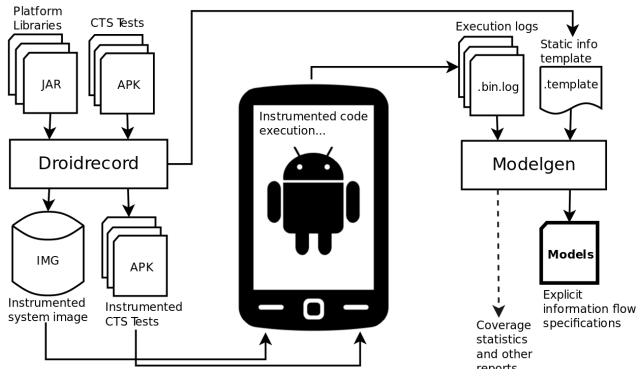 Platform
Libraries
JAR
CTS Tests
APK
Droidrecord
IMG
Instrumented
system image
APK
Instrumented
CTS Tests
Instrumented code
execution...
Execution logs
.bin.log
Static info
template
.template
Modelgen
Models
Explicit
information flow
specifications
Coverage
statistics
and other
reports